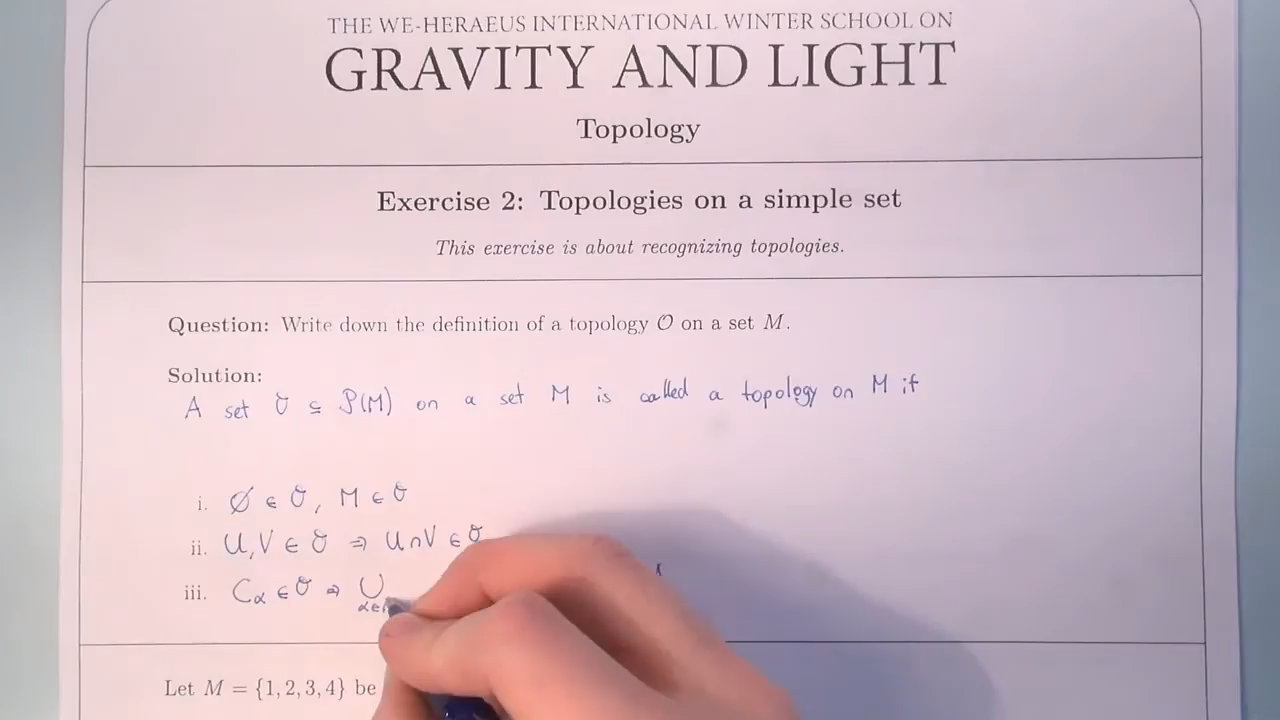 THE WE-HERAEUS INTERNATIONAL WINTER SCHOOL ON
GRAVITY AND LIGHT
Topology
Exercise 2: Topologies on a simple set
This exercise is about recognizing topologies.
Question: Write down the definition of a topology 𝒪 on a set M.
Solution:
A set 𝒪 ⊆ 𝒫(M) on a set M is called a topology on M if
i. ∅ ∈ 𝒪, M ∈ 𝒪
ii. U, V ∈ 𝒪 ⇒ U ∩ V ∈ 𝒪
iii. C_α ∈ 𝒪 ⇒ ⋃_{α∈
Let M = {1, 2, 3, 4} be